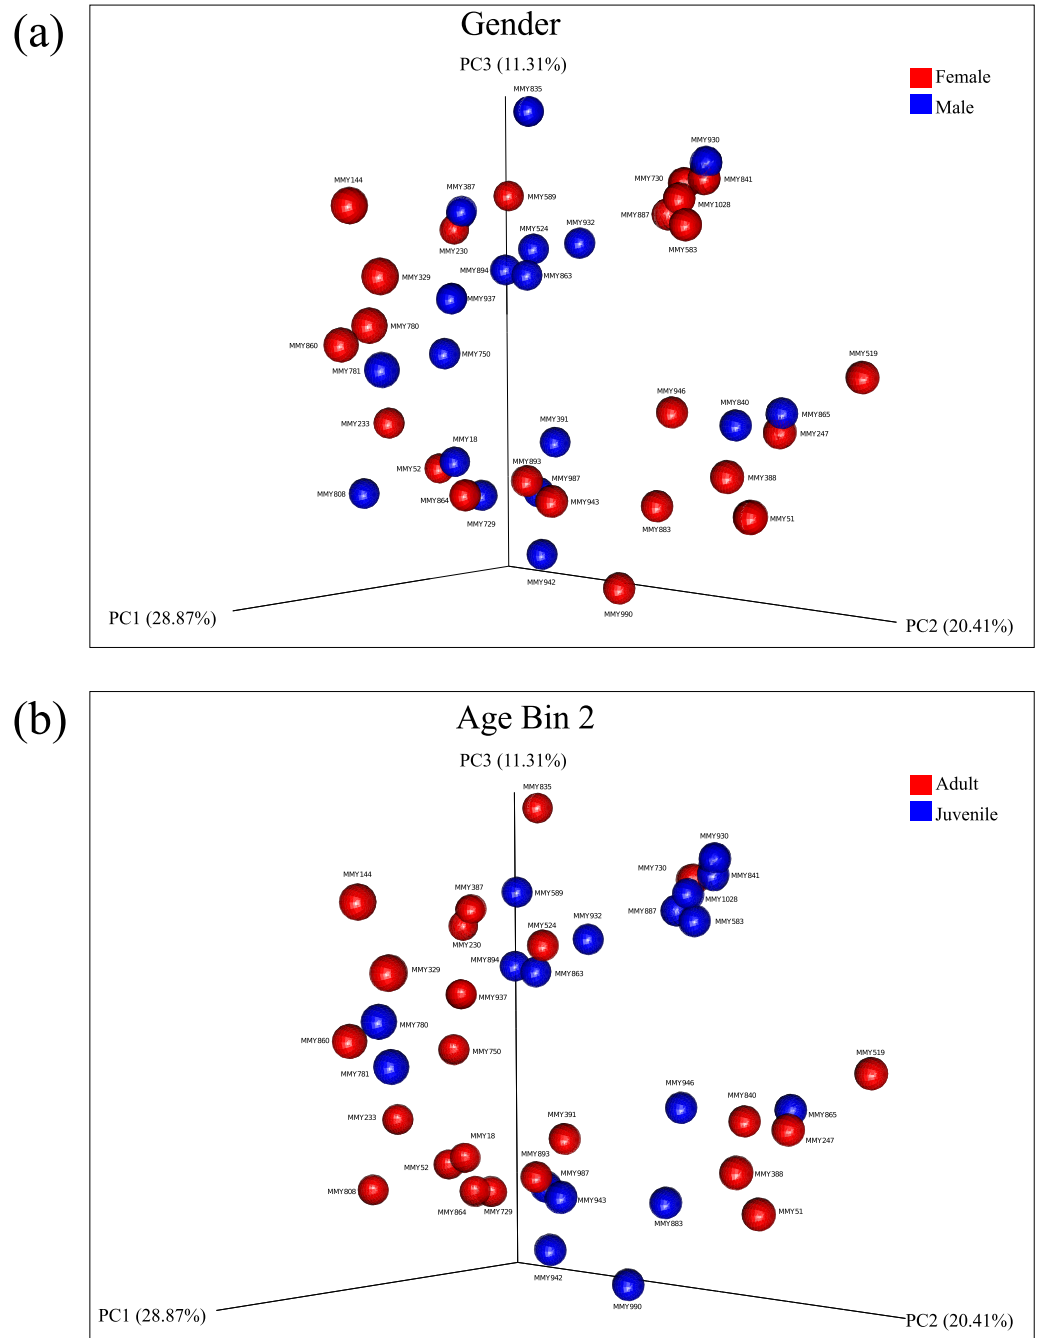 (a)
Gender
PC3 (11.31%)
Female
Male
MMY835
MMY930
MMY144
MMY387
MMY589
MMY730
MMY841
MMY1028
MMY887
MMY583
MMY524
MMY932
MMY230
MMY894
MMY863
MMY329
MMY937
MMY780
MMY860
MMY750
MMY781
MMY519
MMY946
MMY840
MMY865
MMY247
MMY233
MMY391
MMY18
MMY52
MMY893
MMY987
MMY388
MMY808
MMY864
MMY943
MMY883
MMY51
MMY729
MMY942
MMY990
PC1 (28.87%)
PC2 (20.41%)
(b)
Age Bin 2
PC3 (11.31%)
Adult
Juvenile
MMY835
MMY930
MMY144
MMY387
MMY589
MMY730
MMY841
MMY1028
MMY887
MMY583
MMY524
MMY932
MMY230
MMY894
MMY863
MMY329
MMY937
MMY780
MMY860
MMY750
MMY781
MMY519
MMY946
MMY840
MMY865
MMY247
MMY233
MMY391
MMY18
MMY52
MMY893
MMY987
MMY388
MMY808
MMY864
MMY729
MMY943
MMY883
MMY51
MMY942
MMY990
PC1 (28.87%)
PC2 (20.41%)